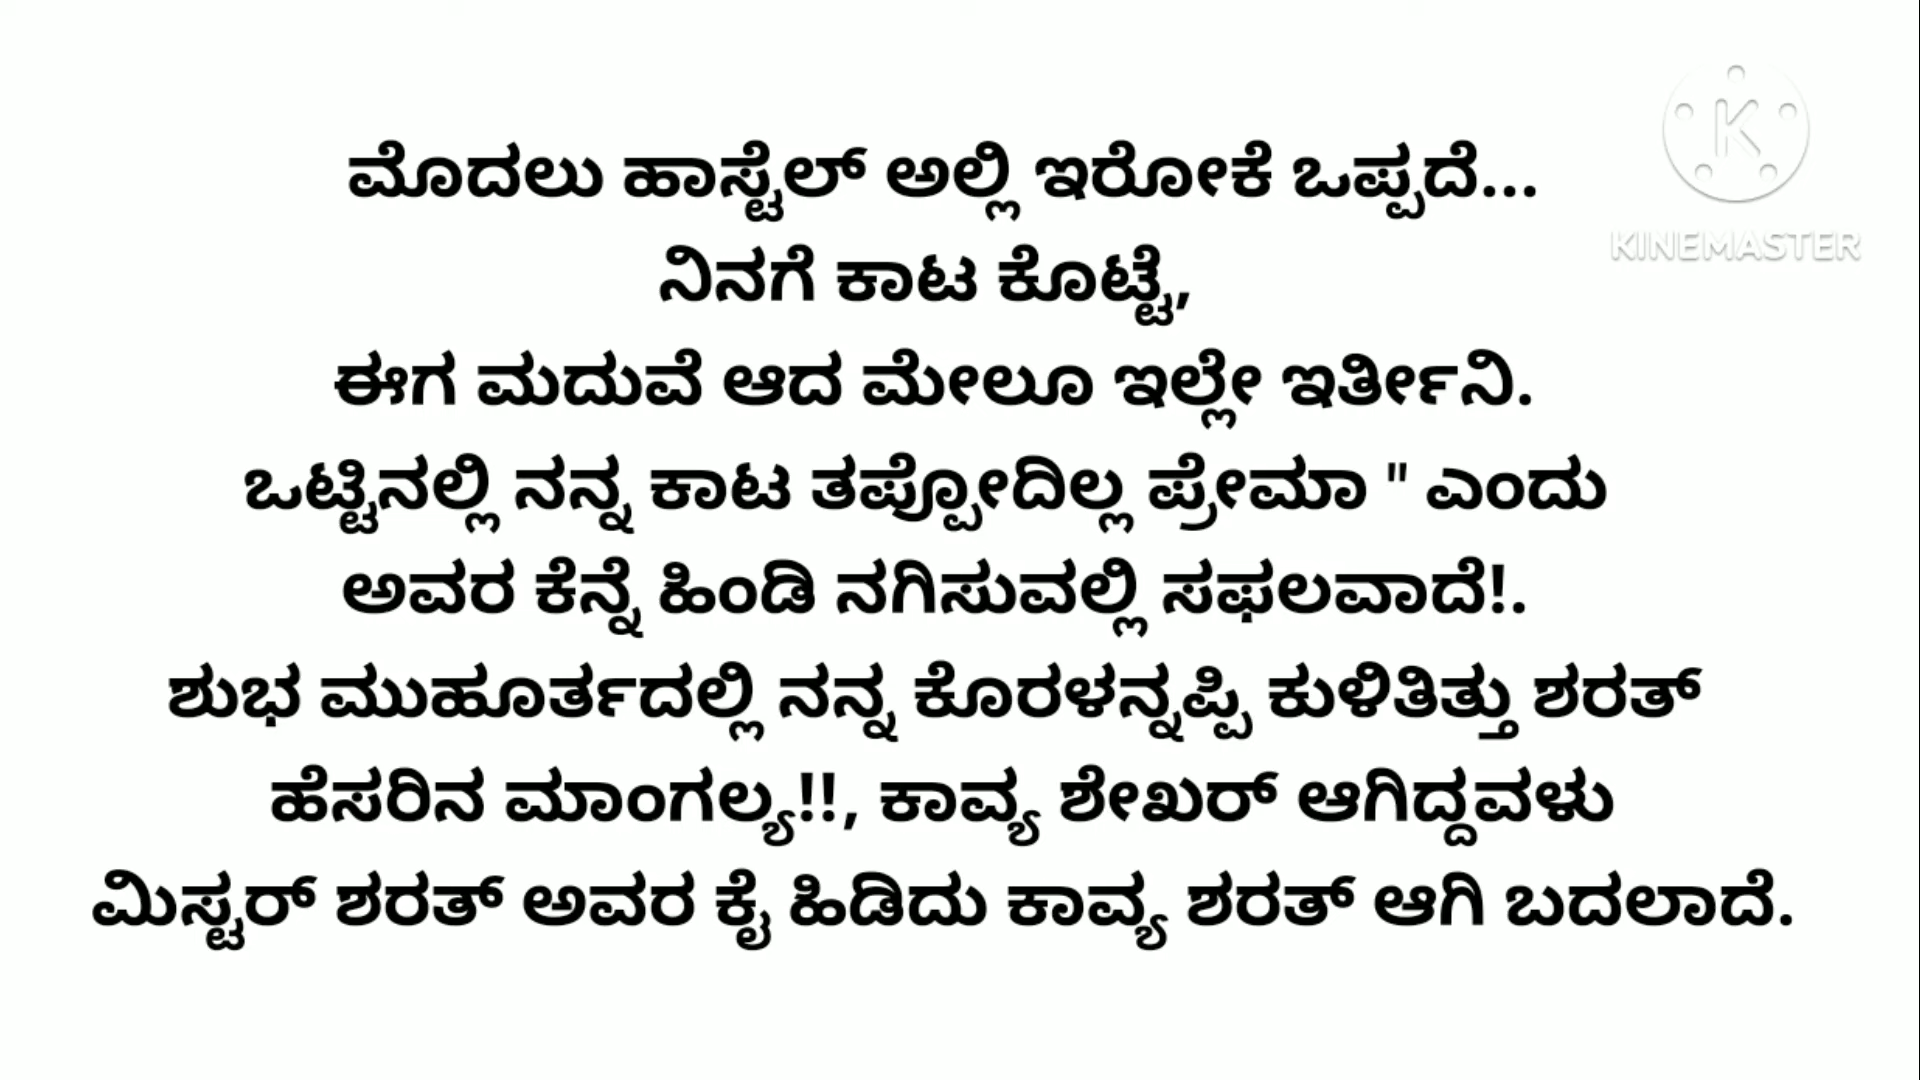 ಮೊದಲು ಹಾಸ್ಟೆಲ್ ಅಲ್ಲಿ ಇರೋಕೆ ಒಪ್ಪದೆ...
ನಿನಗೆ ಕಾಟ ಕೊಟ್ಟೆ,
ಈಗ ಮದುವೆ ಆದ ಮೇಲೂ ಇಲ್ಲೇ ಇರ್ತೀನಿ.
ಒಟ್ಟಿನಲ್ಲಿ ನನ್ನ ಕಾಟ ತಪ್ಪೋದಿಲ್ಲ ಪ್ರೇಮಾ " ಎಂದು
ಅವರ ಕೆನ್ನೆ ಹಿಂಡಿ ನಗಿಸುವಲ್ಲಿ ಸಫಲವಾದೆ!.
ಶುಭ ಮುಹೂರ್ತದಲ್ಲಿ ನನ್ನ ಕೊರಳನ್ನಪ್ಪಿ ಕುಳಿತಿತ್ತು ಶರತ್
ಹೆಸರಿನ ಮಾಂಗಲ್ಯ!!, ಕಾವ್ಯ ಶೇಖರ್ ಆಗಿದ್ದವಳು
ಮಿಸ್ಟರ್ ಶರತ್ ಅವರ ಕೈ ಹಿಡಿದು ಕಾವ್ಯ ಶರತ್ ಆಗಿ ಬದಲಾದೆ.
K
KINEMASTER